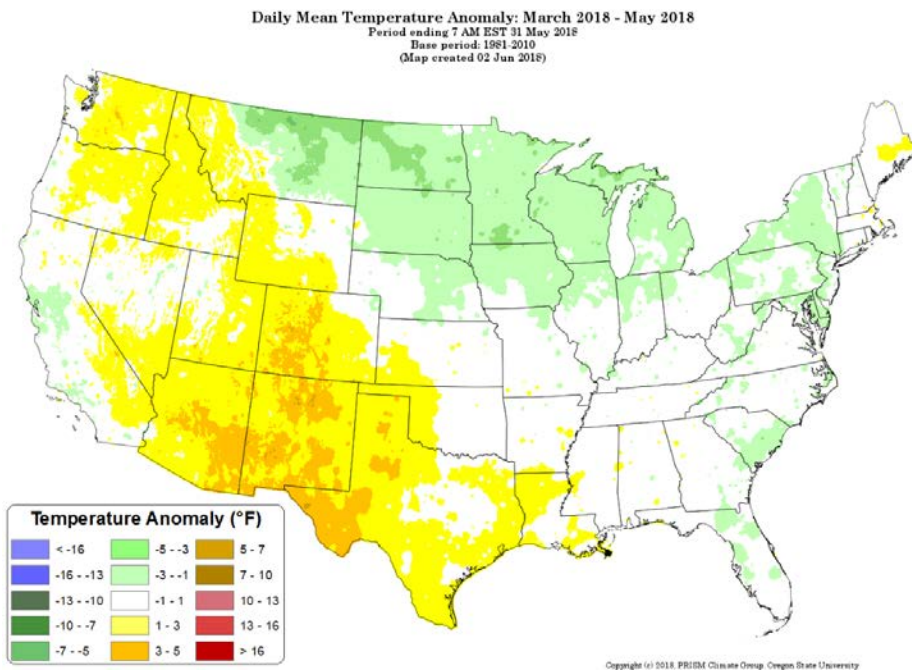 Daily Mean Temperature Anomaly: March 2018 - May 2018
Period ending 7 AM EST 31 May 2018
Base period: 1981-2010
(Map created 02 Jun 2018)
Temperature Anomaly (°F)
< -16
-16 - -13
-13 - -10
-10 - -7
-7 - -5
-5 - -3
-3 - -1
-1 - 1
1 - 3
3 - 5
5 - 7
7 - 10
10 - 13
13 - 16
> 16
Copyright (c) 2018, PRISM Climate Group, Oregon State University